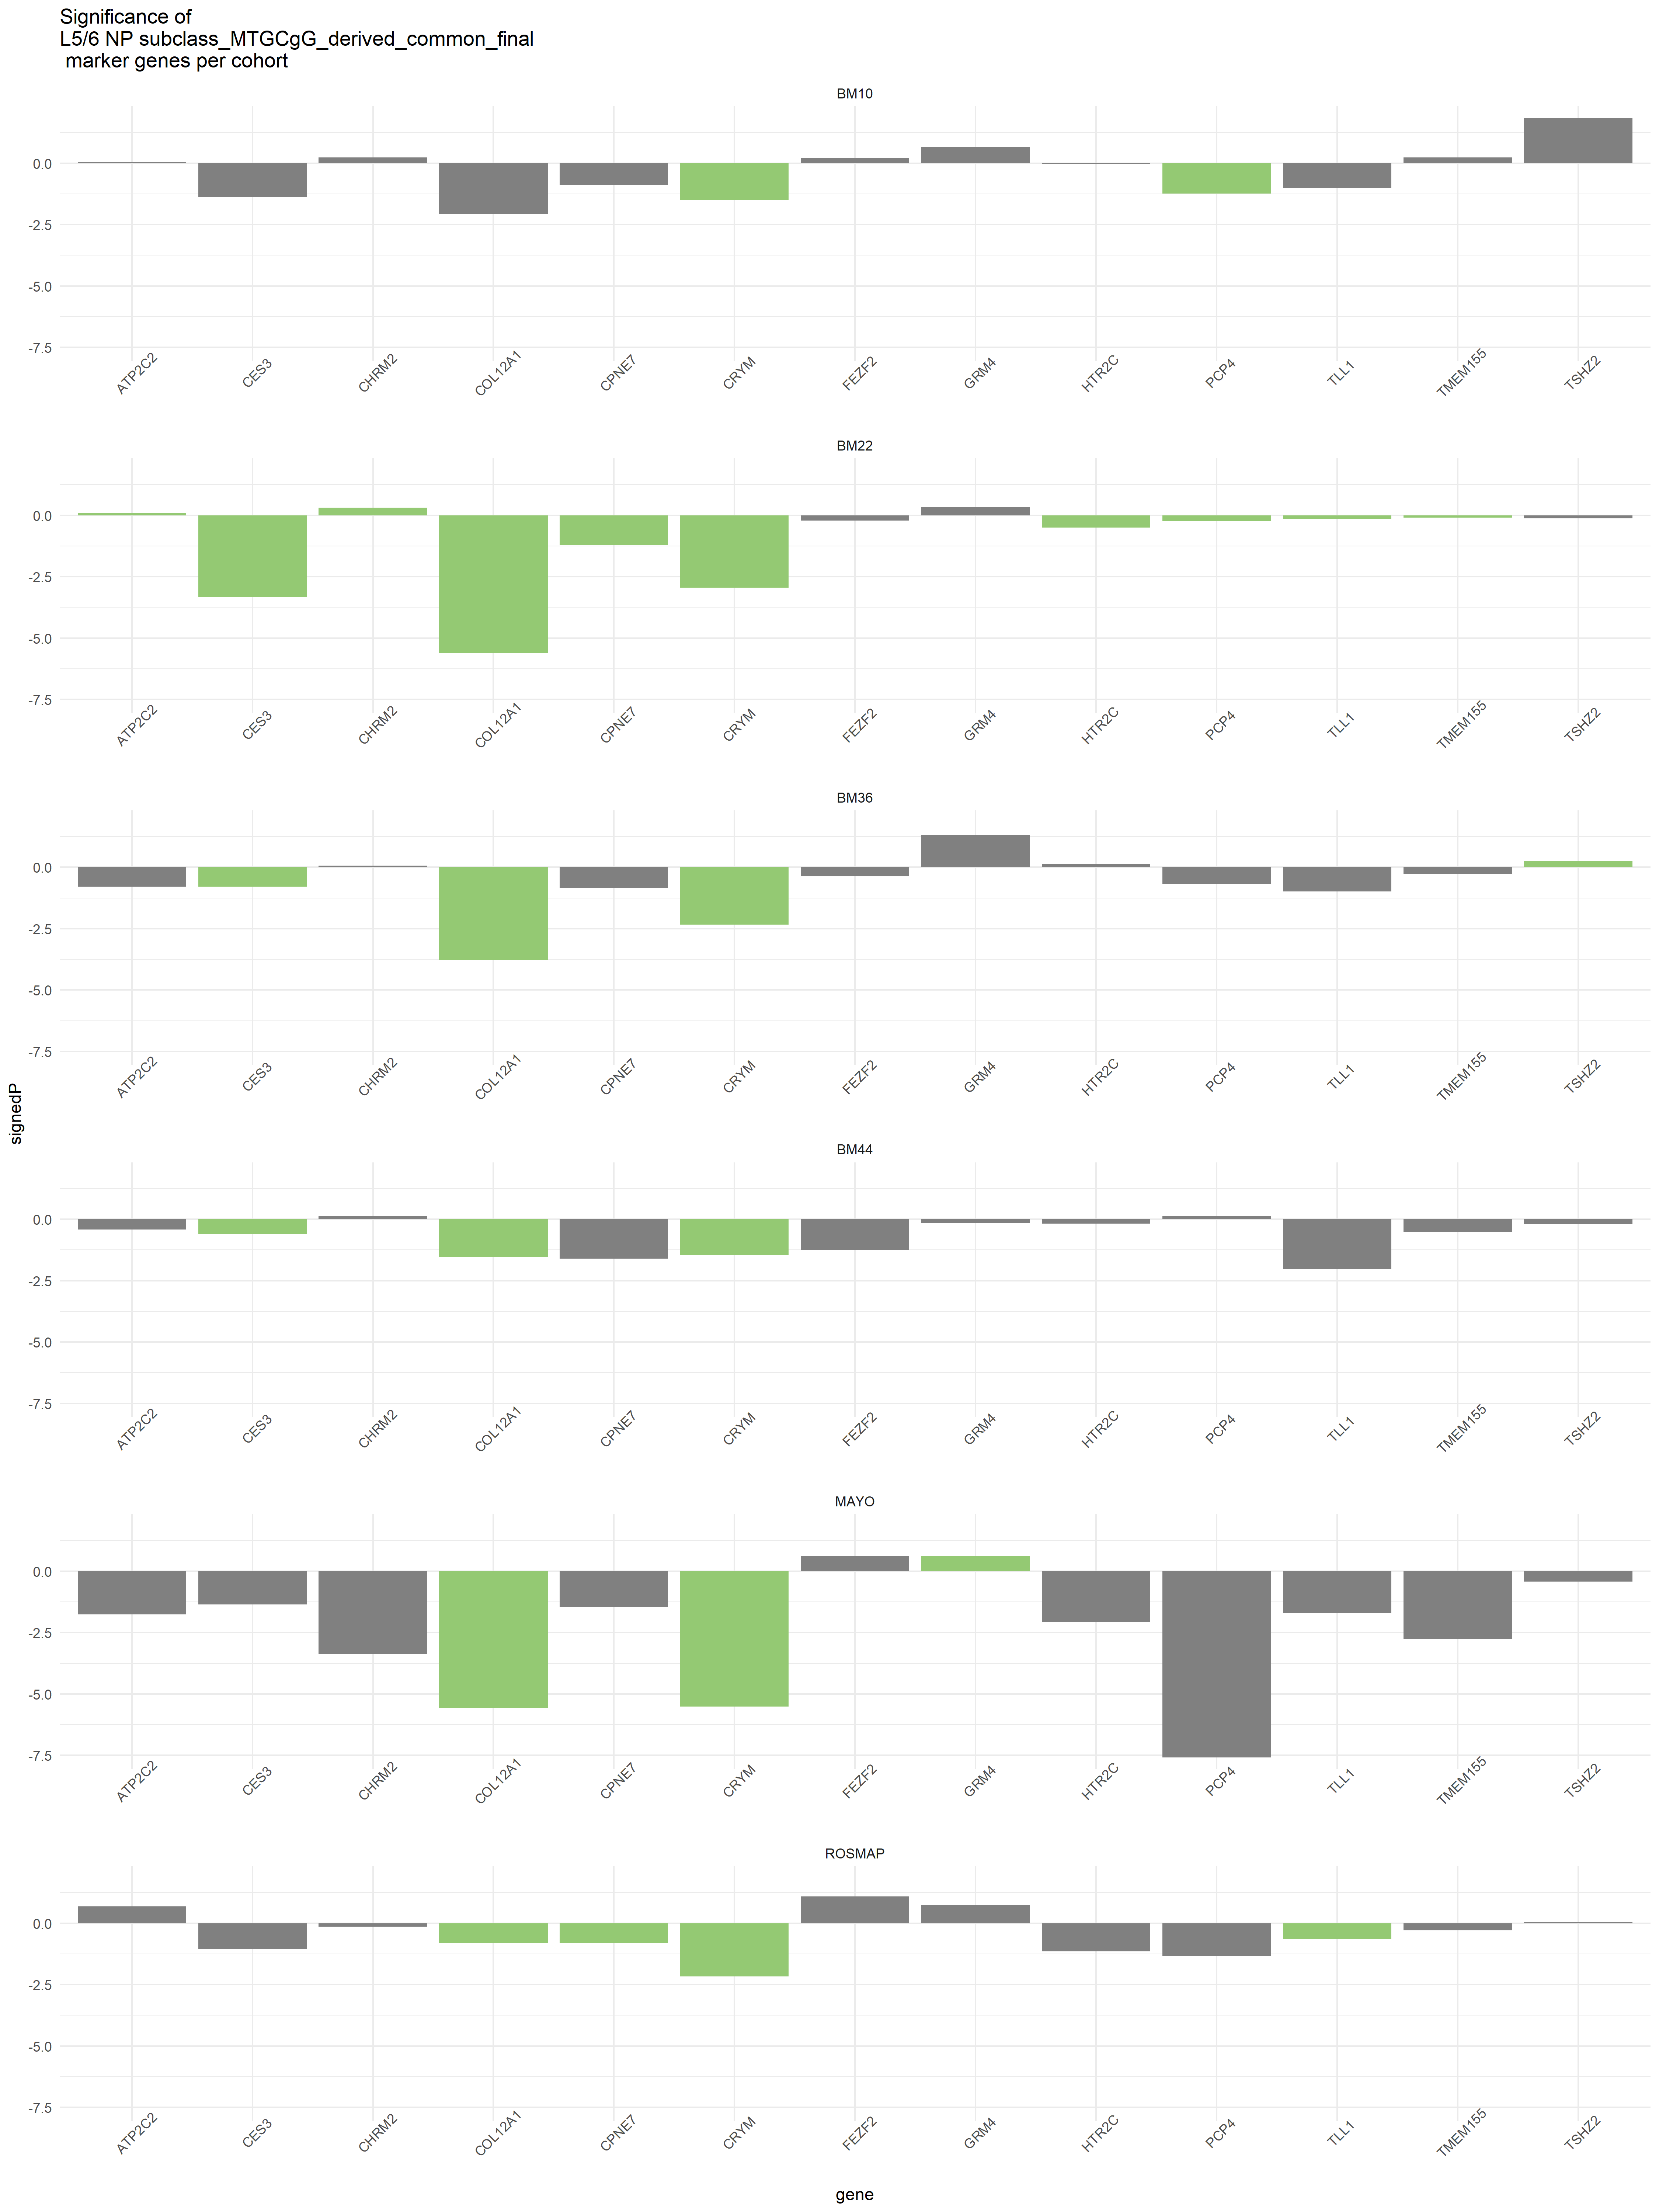 Significance of
L5/6 NP subclass_MTGCgG_derived_common_final
marker genes per cohort
BM10
0.0
-2.5
-5.0
-7.5
ATP2C2 CES3 CHRM2 COL12A1 CPNE7 CRYM FEZF2 GRM4 HTR2C PCP4 TLL1 TMEM155 TSHZ2
BM22
0.0
-2.5
-5.0
-7.5
ATP2C2 CES3 CHRM2 COL12A1 CPNE7 CRYM FEZF2 GRM4 HTR2C PCP4 TLL1 TMEM155 TSHZ2
BM36
0.0
-2.5
-5.0
-7.5
ATP2C2 CES3 CHRM2 COL12A1 CPNE7 CRYM FEZF2 GRM4 HTR2C PCP4 TLL1 TMEM155 TSHZ2
signedP
BM44
0.0
-2.5
-5.0
-7.5
ATP2C2 CES3 CHRM2 COL12A1 CPNE7 CRYM FEZF2 GRM4 HTR2C PCP4 TLL1 TMEM155 TSHZ2
MAYO
0.0
-2.5
-5.0
-7.5
ATP2C2 CES3 CHRM2 COL12A1 CPNE7 CRYM FEZF2 GRM4 HTR2C PCP4 TLL1 TMEM155 TSHZ2
ROSMAP
0.0
-2.5
-5.0
-7.5
ATP2C2 CES3 CHRM2 COL12A1 CPNE7 CRYM FEZF2 GRM4 HTR2C PCP4 TLL1 TMEM155 TSHZ2
gene